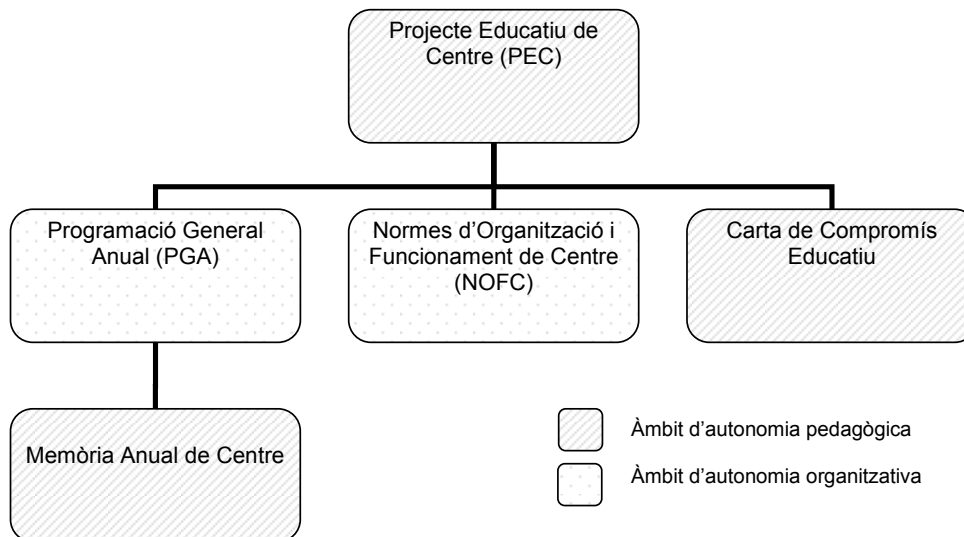 Projecte Educatiu de
Centre (PEC)
Programació General
Anual (PGA)
Normes d’Organització i
Funcionament de Centre
(NOFC)
Carta de Compromís
Educatiu
Memòria Anual de Centre
Àmbit d’autonomia pedagògica
Àmbit d’autonomia organitzativa